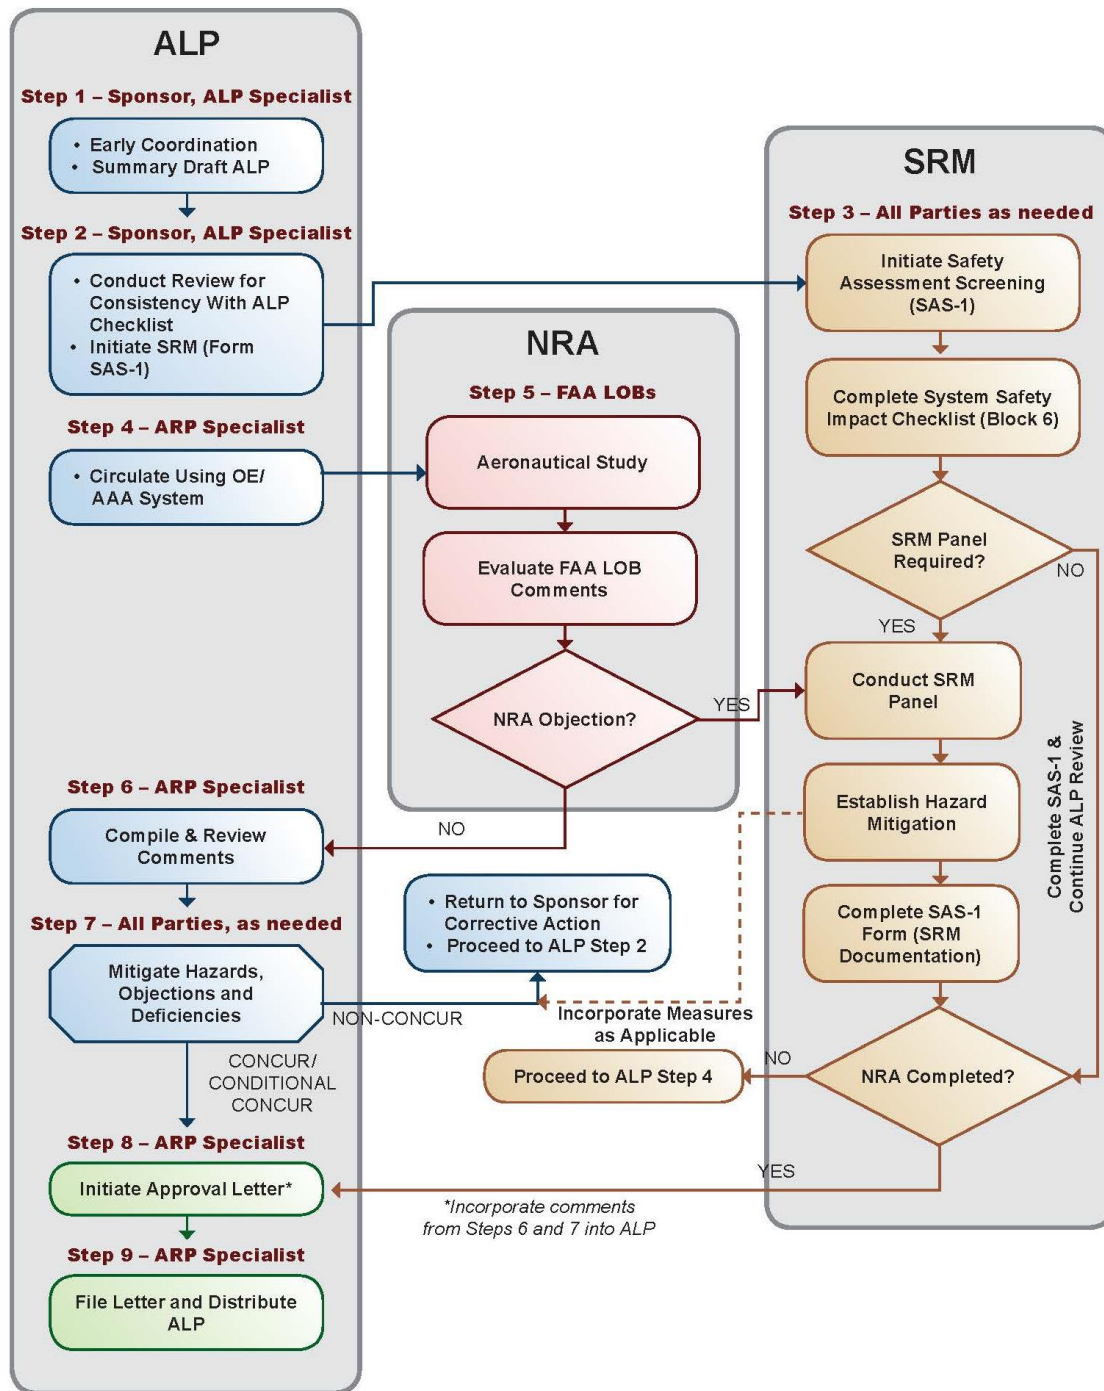 ALP
Step 1 – Sponsor, ALP Specialist
• Early Coordination
• Summary Draft ALP
Step 2 – Sponsor, ALP Specialist
• Conduct Review for
Consistency With ALP
Checklist
• Initiate SRM (Form
SAS-1)
Step 4 – ARP Specialist
• Circulate Using OE/
AAA System
Step 6 – ARP Specialist
Compile & Review
Comments
Step 7 – All Parties, as needed
Mitigate Hazards,
Objections and
Deficiencies
NON-CONCUR
CONCUR/
CONDITIONAL
CONCUR
Step 8 – ARP Specialist
Initiate Approval Letter*
Step 9 – ARP Specialist
File Letter and Distribute
ALP
NRA
Step 5 – FAA LOBs
Aeronautical Study
Evaluate FAA LOB
Comments
NRA Objection?
YES
NO
• Return to Sponsor for
Corrective Action
• Proceed to ALP Step 2
Incorporate Measures
as Applicable
Proceed to ALP Step 4
*Incorporate comments
from Steps 6 and 7 into ALP
SRM
Step 3 – All Parties as needed
Initiate Safety
Assessment Screening
(SAS-1)
Complete System Safety
Impact Checklist (Block 6)
SRM Panel
Required?
NO
YES
Conduct SRM
Panel
Establish Hazard
Mitigation
Complete SAS-1
Form (SRM
Documentation)
NRA Completed?
NO
YES
Complete SAS-1 &
Continue ALP Review